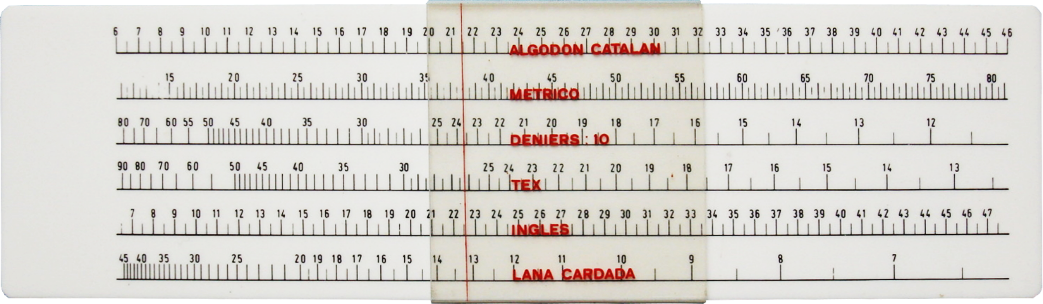 6 7 8 9 10 11 12 13 14 15 16 17 18 19 20 21 22 23 24 25 26 27 28 29 30 31 32 33 34 35 36 37 38 39 40 41 42 43 44 45 46
ALGODON CATALAN
15 20 25 30 35 40 45 50 55 60 65 70 75 80
METRICO
80 70 60 55 50 45 40 35 30 25 24 23 22 21 20 19 18 17 16 15 14 13 12
DENIERS : 10
90 80 70 60 50 45 40 35 30 25 24 23 22 21 20 19 18 17 16 15 14 13
TEX
7 8 9 10 11 12 13 14 15 16 17 18 19 20 21 22 23 24 25 26 27 28 29 30 31 32 33 34 35 36 37 38 39 40 41 42 43 44 45 46 47
INGLES
45 40 35 30 25 20 19 18 17 16 15 14 13 12 11 10 9 8 7
LANA CARDADA